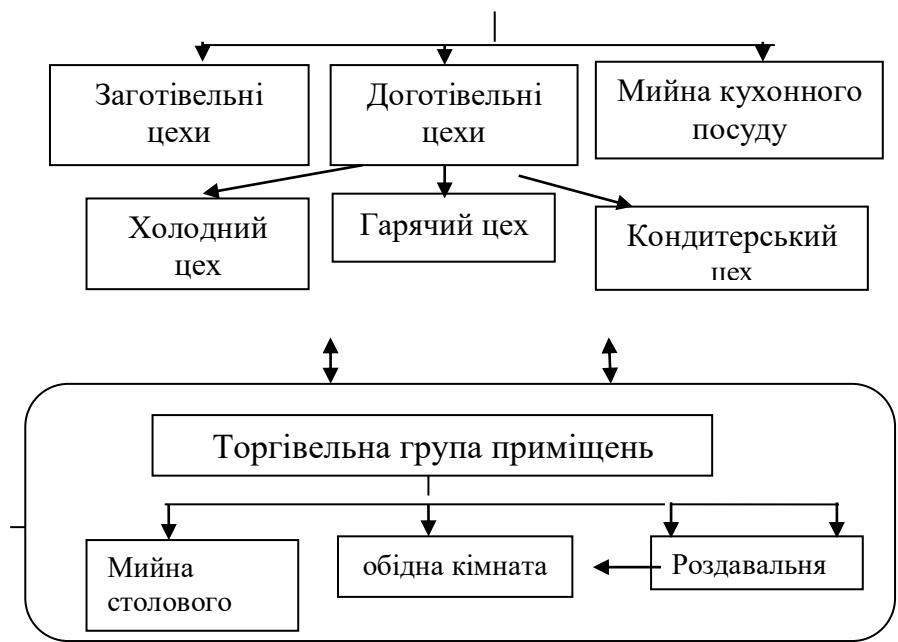 Заготівельні
цехи
Доготівельні
цехи
Мийна кухонного
посуду
Холодний
цех
Гарячий цех
Кондитерський
цех
Торгівельна група приміщень
Мийна
столового
обідна кімната
Роздавальня